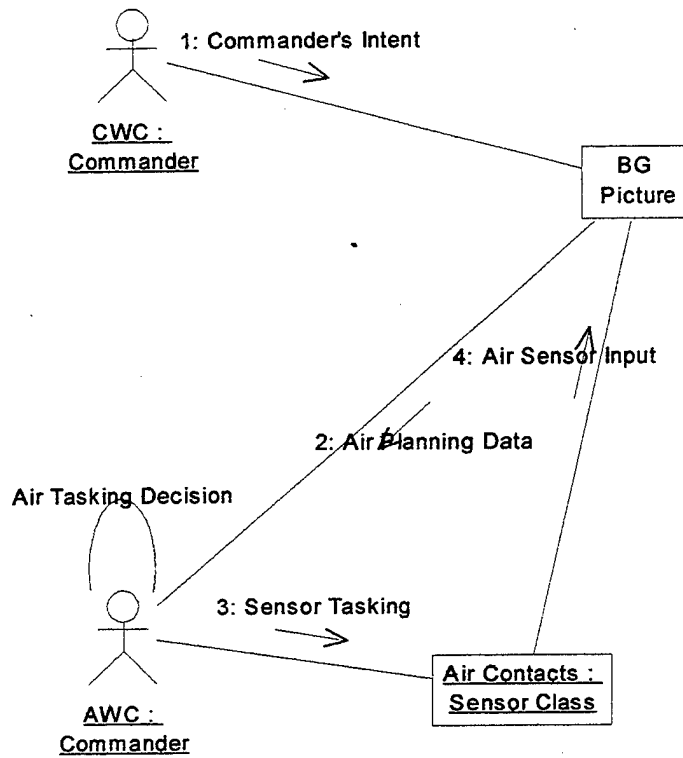 1: Commander's Intent
CWC :
Commander
BG
Picture
4: Air Sensor Input
2: Air Planning Data
Air Tasking Decision
3: Sensor Tasking
Air Contacts :
Sensor Class
AWC :
Commander